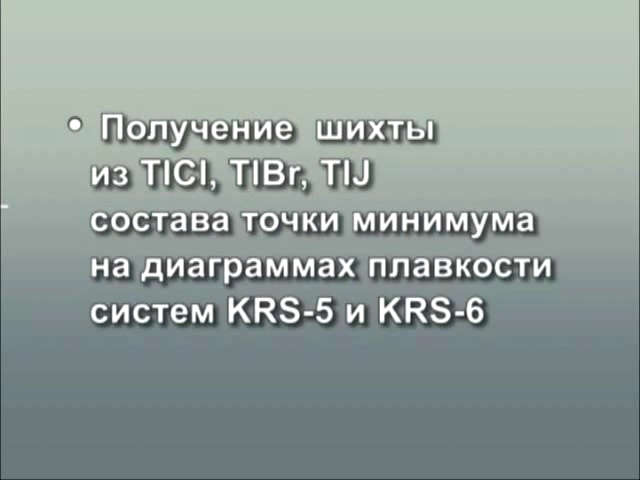 • Получение шихты
из TlCl, TlBr, TlJ
состава точки минимума
на диаграммах плавкости
систем KRS-5 и KRS-6